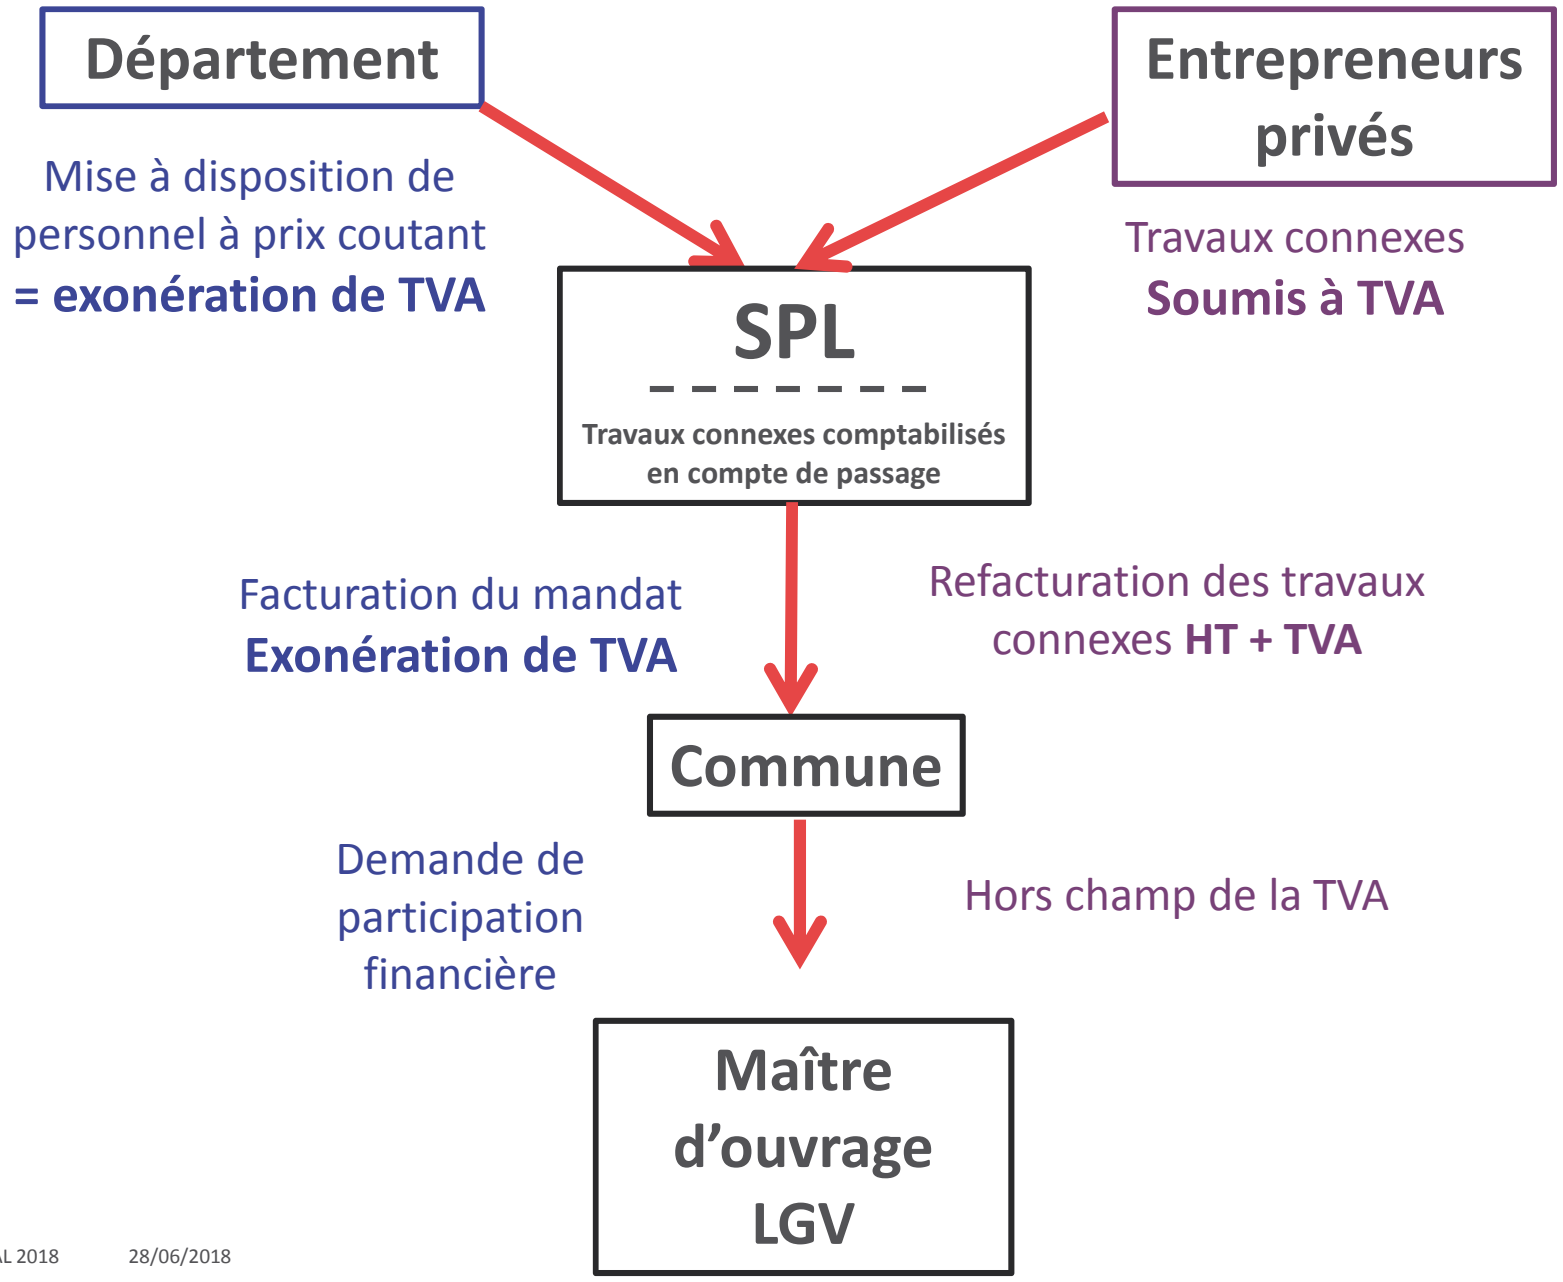 Département
Entrepreneurs
privés
Mise à disposition de
personnel à prix coutant
= exonération de TVA
Travaux connexes
Soumis à TVA
SPL
Travaux connexes comptabilisés
en compte de passage
Facturation du mandat
Exonération de TVA
Refacturation des travaux
connexes HT + TVA
Commune
Demande de
participation
financière
Hors champ de la TVA
Maître
d’ouvrage
LGV
2018 28/06/2018